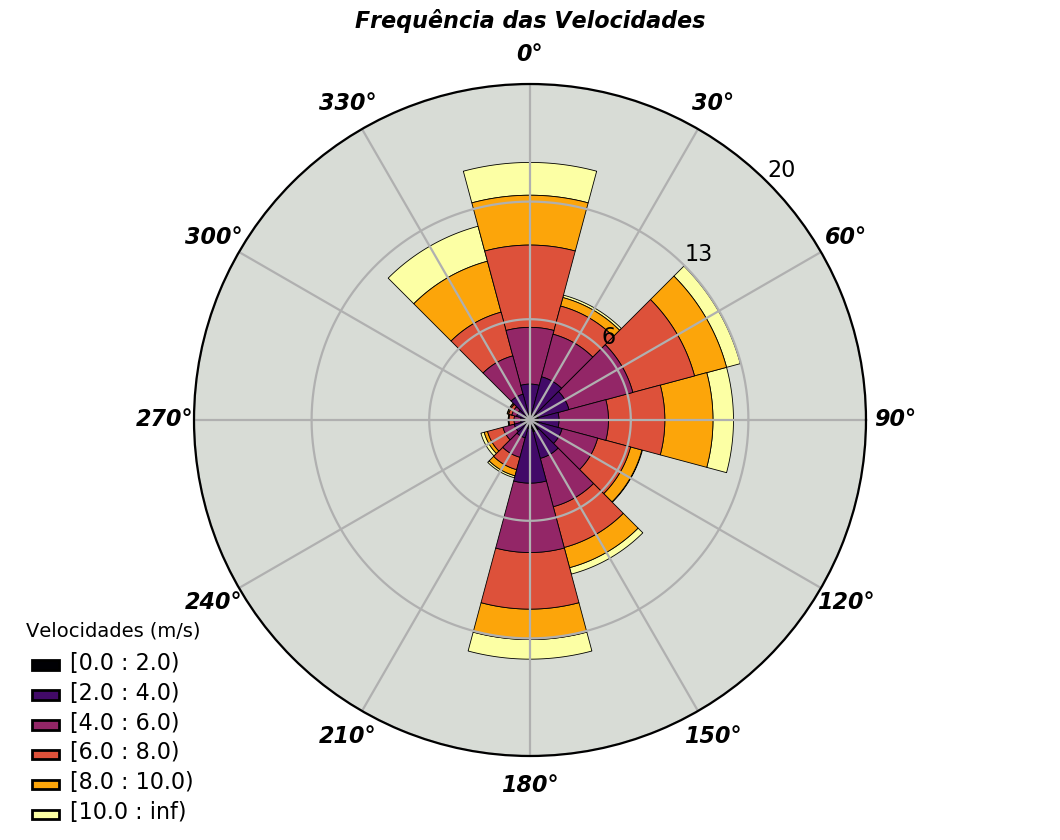 Frequência das Velocidades
0°
30°
60°
90°
120°
150°
180°
210°
240°
270°
300°
330°
6
13
20
Velocidades (m/s)
[0.0 : 2.0)
[2.0 : 4.0)
[4.0 : 6.0)
[6.0 : 8.0)
[8.0 : 10.0)
[10.0 : inf)